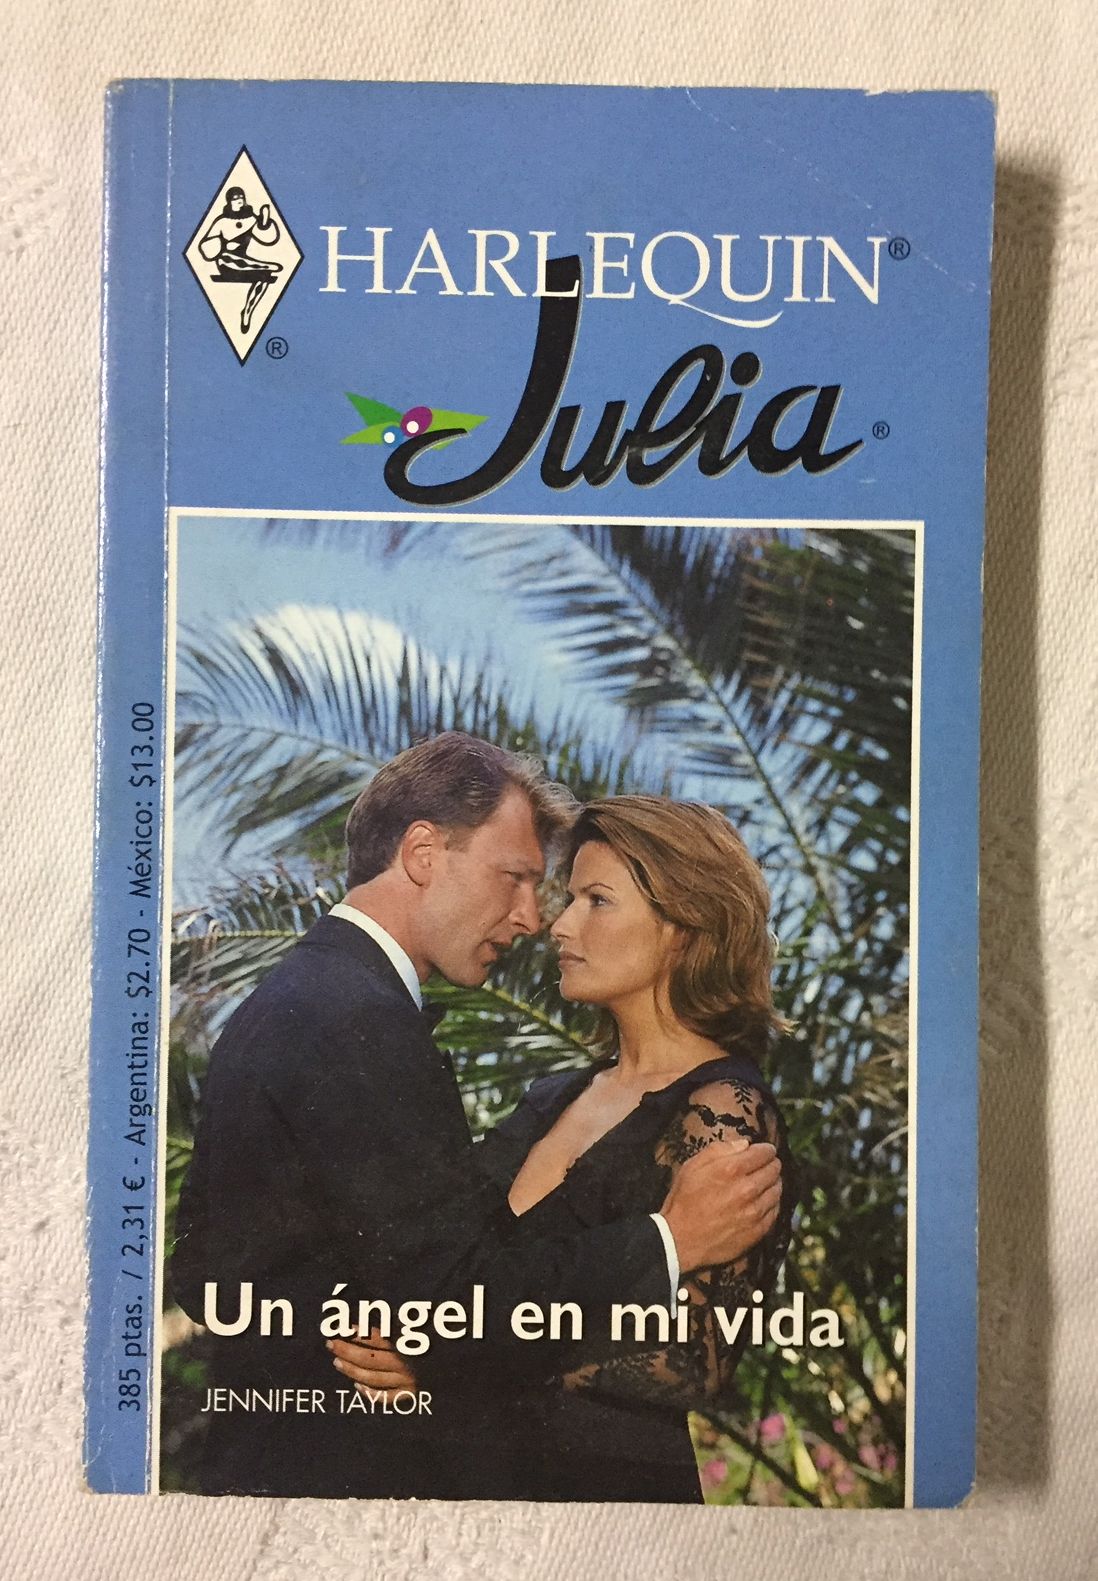 HARLEQUIN®
®
Julia®
385 ptas. / 2,31 € - Argentina: $2.70 - México: $13.00
Un ángel en mi vida
JENNIFER TAYLOR